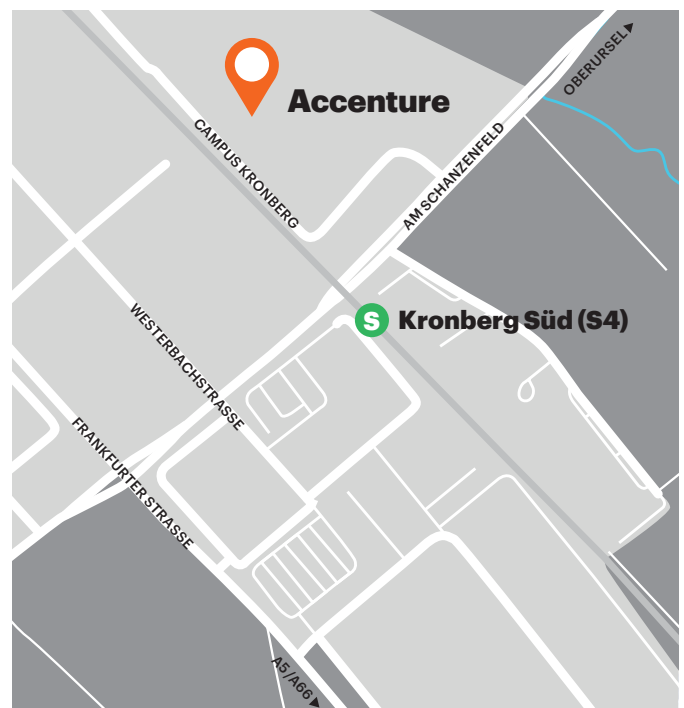 OBERURSEL
Accenture
CAMPUS KRONBERG
AM SCHANZENFELD
S
Kronberg Süd (S4)
WESTERBACHSTRASSE
FRANKFURTER STRASSE
A5/A66